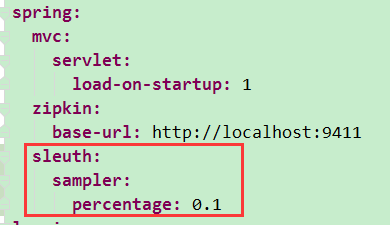 spring:
mvc:
servlet:
load-on-startup: 1
zipkin:
base-url: http://localhost:9411
sleuth:
sampler:
percentage: 0.1